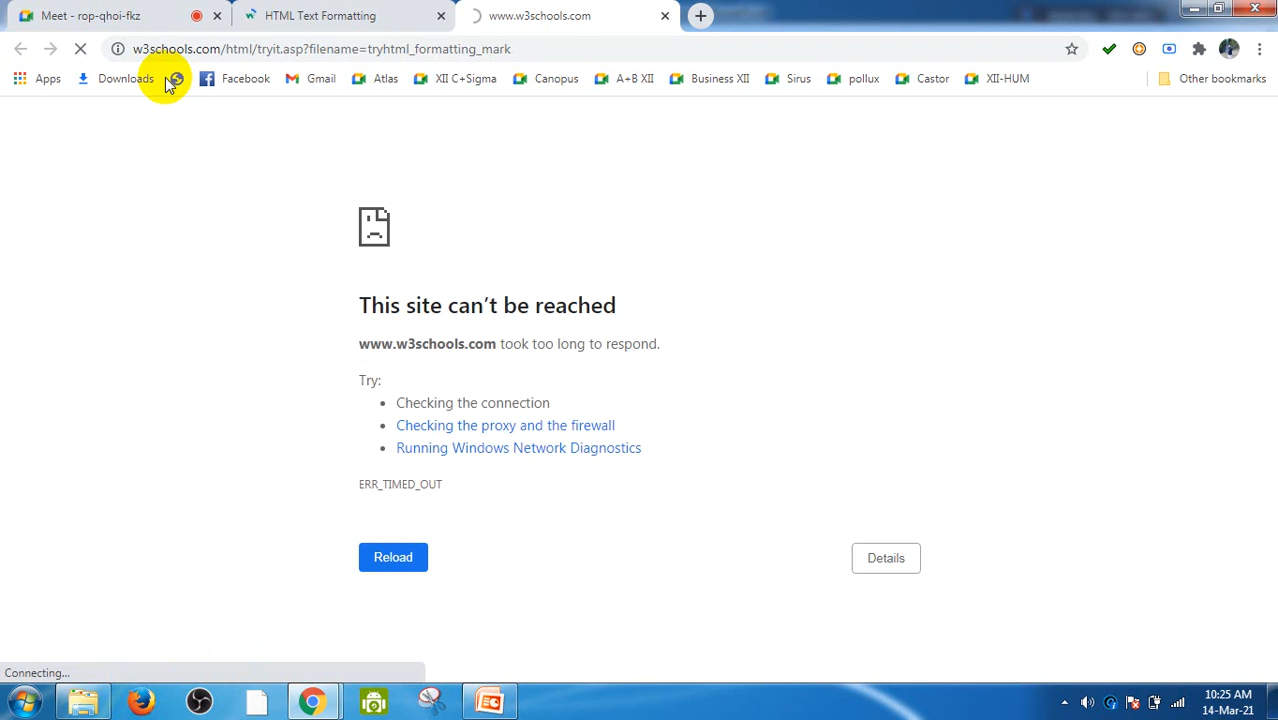 Meet - rop-qhoi-fkz
HTML Text Formatting
www.w3schools.com
w3schools.com/html/tryit.asp?filename=tryhtml_formatting_mark
Apps
Downloads
Facebook
Gmail
Atlas
XII C+Sigma
Canopus
A+B XII
Business XII
Sirus
pollux
Castor
XII-HUM
Other bookmarks
This site can’t be reached
www.w3schools.com took too long to respond.
Try:
• Checking the connection
• Checking the proxy and the firewall
• Running Windows Network Diagnostics
ERR_TIMED_OUT
Reload
Details
Connecting...
10:25 AM
14-Mar-21